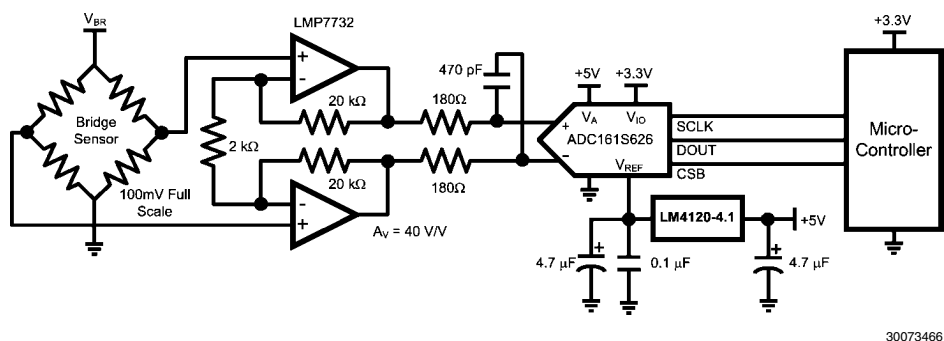 LMP7732
V_BR
+
-
Bridge
Sensor
100mV Full
Scale
2 kΩ
20 kΩ
20 kΩ
-
+
A_V = 40 V/V
180Ω
180Ω
470 pF
+5V
+3.3V
V_A
V_IO
+
ADC161S626
-
V_REF
SCLK
DOUT
CSB
+3.3V
Micro-
Controller
LM4120-4.1
+5V
+
4.7 µF
0.1 µF
+
4.7 µF
30073466